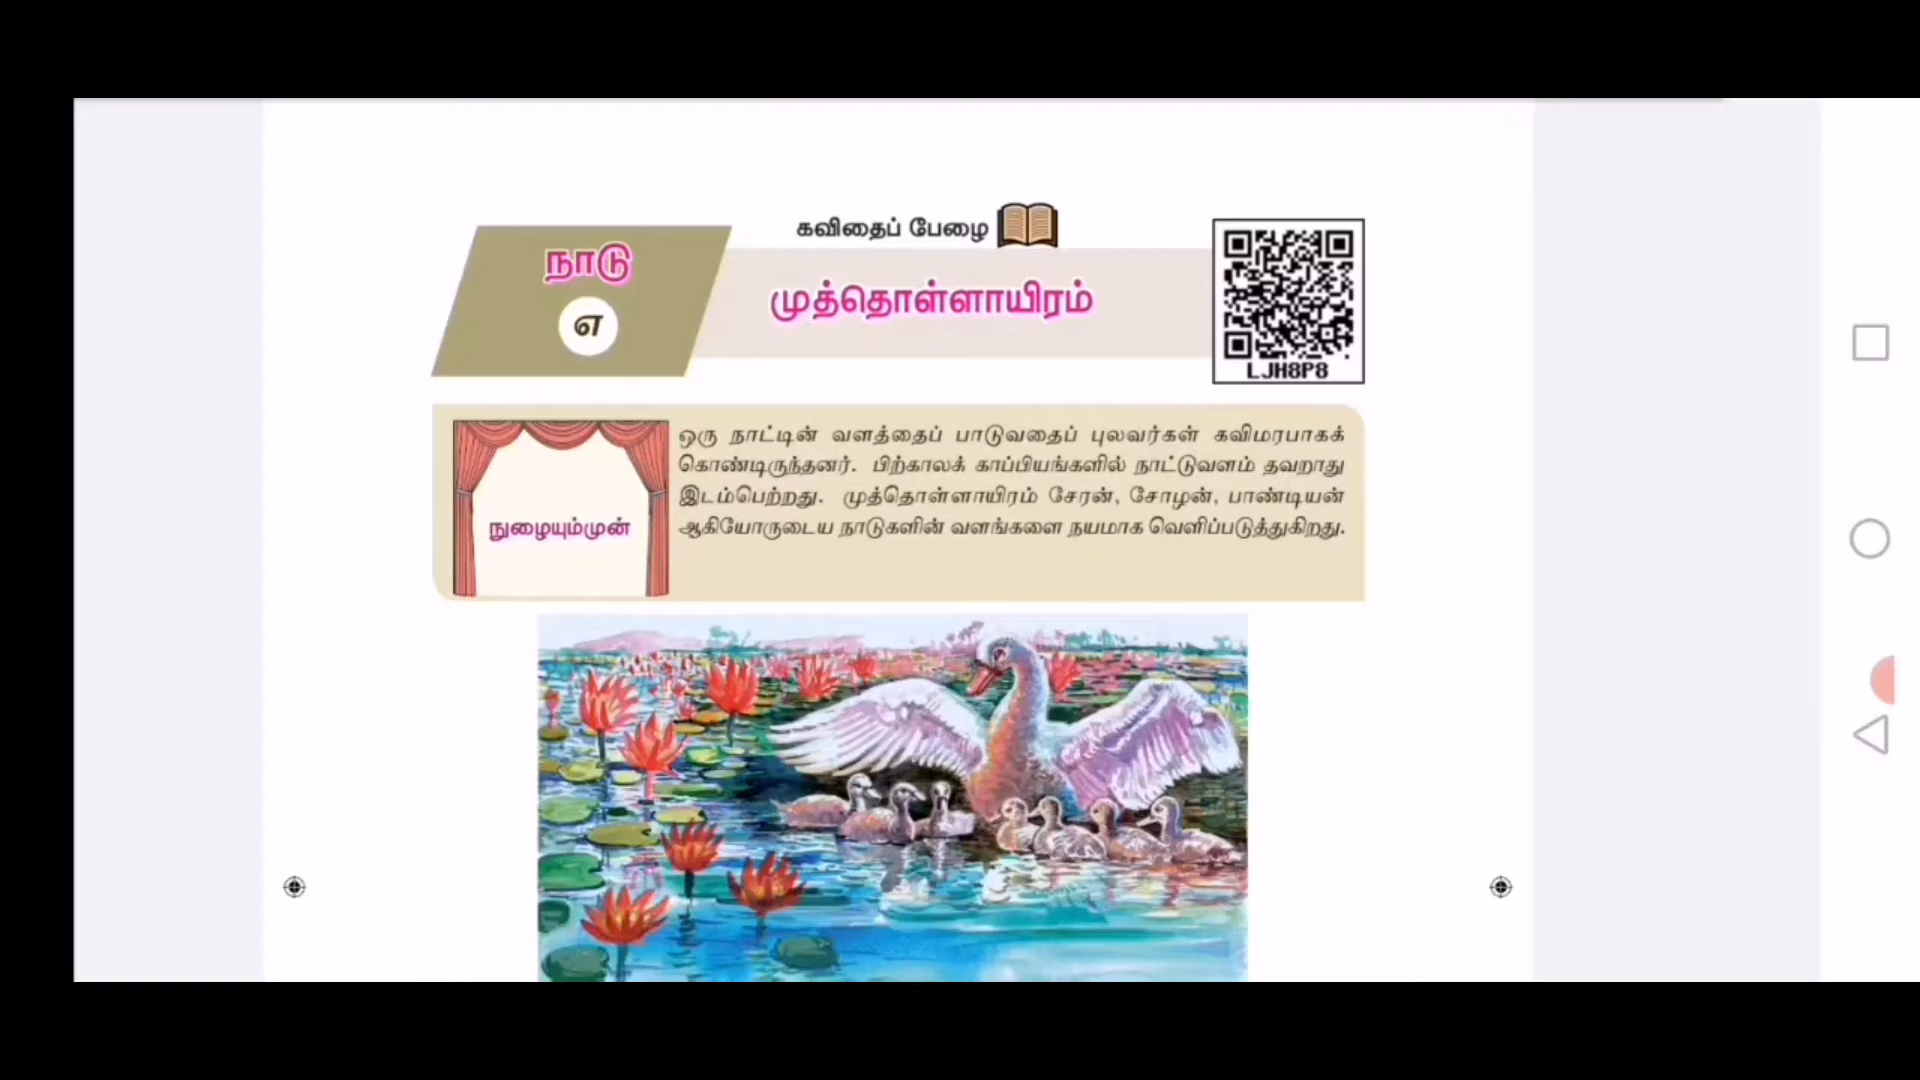 கவிதைப் பேழை
நாடு
எ
முத்தொள்ளாயிரம்
LJH8P8
ஒரு நாட்டின் வளத்தைப் பாடுவதைப் புலவர்கள் கவிமரபாகக்
கொண்டிருந்தனர். பிற்காலக் காப்பியங்களில் நாட்டுவளம் தவறாது
இடம்பெற்றது. முத்தொள்ளாயிரம் சேரன், சோழன், பாண்டியன்
ஆகியோருடைய நாடுகளின் வளங்களை நயமாக வெளிப்படுத்துகிறது.
நுழையும்முன்